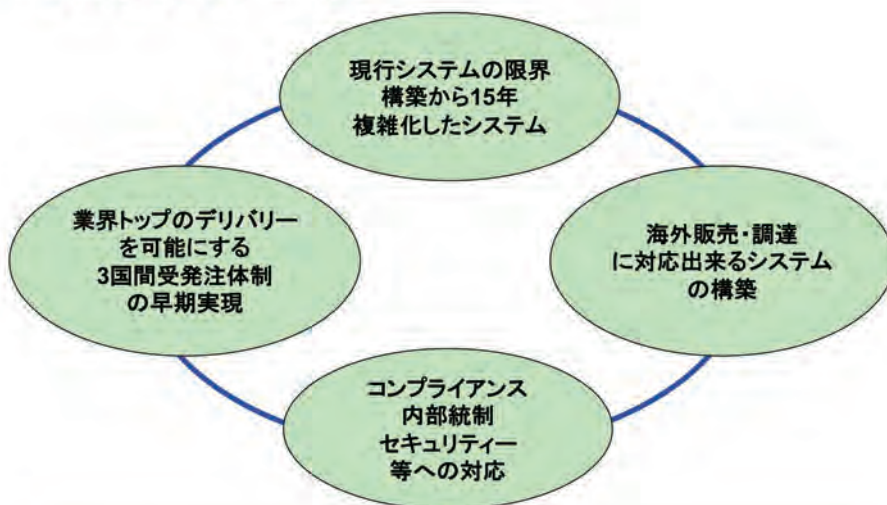 現行システムの限界
構築から15年
複雑化したシステム
業界トップのデリバリー
を可能にする
3国間受発注体制
の早期実現
海外販売・調達
に対応出来るシステム
の構築
コンプライアンス
内部統制
セキュリティー
等への対応